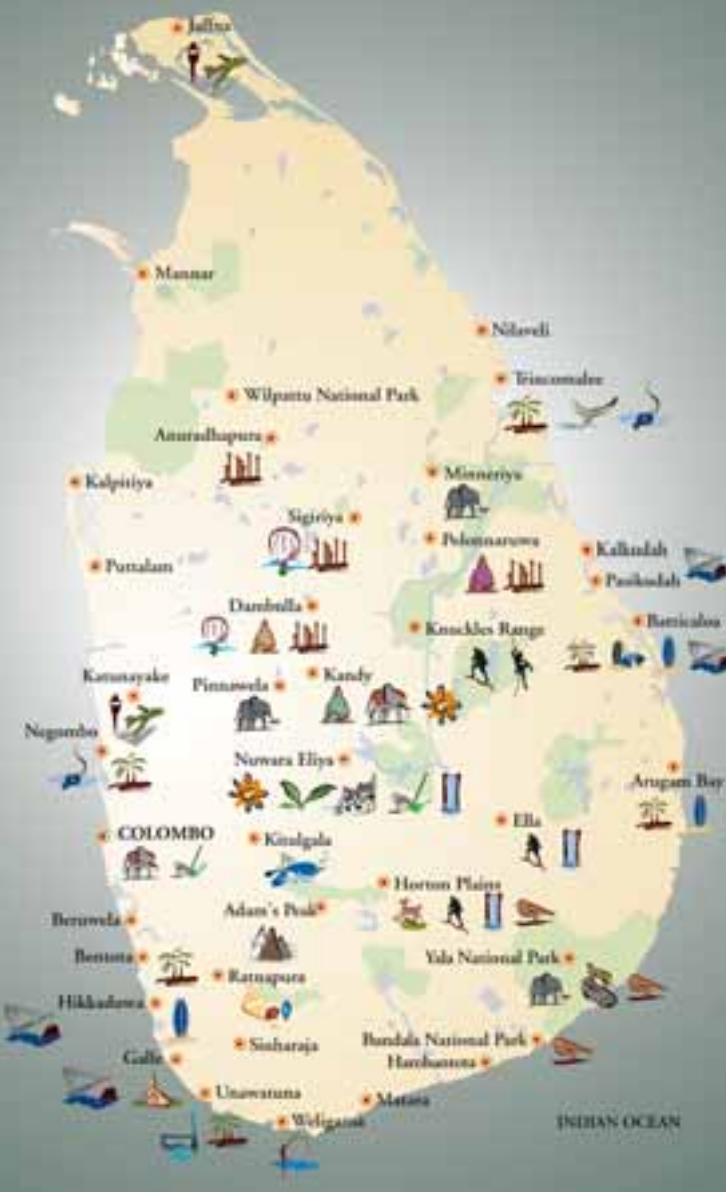 Jaffna
Mannar
Nilaveli
Trincomalee
Wilpattu National Park
Anuradhapura
Kalpitiya
Minneriya
Sigiriya
Polonnaruwa
Kalkudah
Puttalam
Pasikudah
Dambulla
Batticaloa
Knuckles Range
Katunayake
Pinnawela
Kandy
Negombo
Nuwara Eliya
Arugam Bay
Ella
COLOMBO
Kitulgala
Horton Plains
Adam's Peak
Beruwela
Bentota
Yala National Park
Ratnapura
Hikkaduwa
Bundala National Park
Sinharaja
Galle
Hambantota
Unawatuna
Matara
Weligama
INDIAN OCEAN